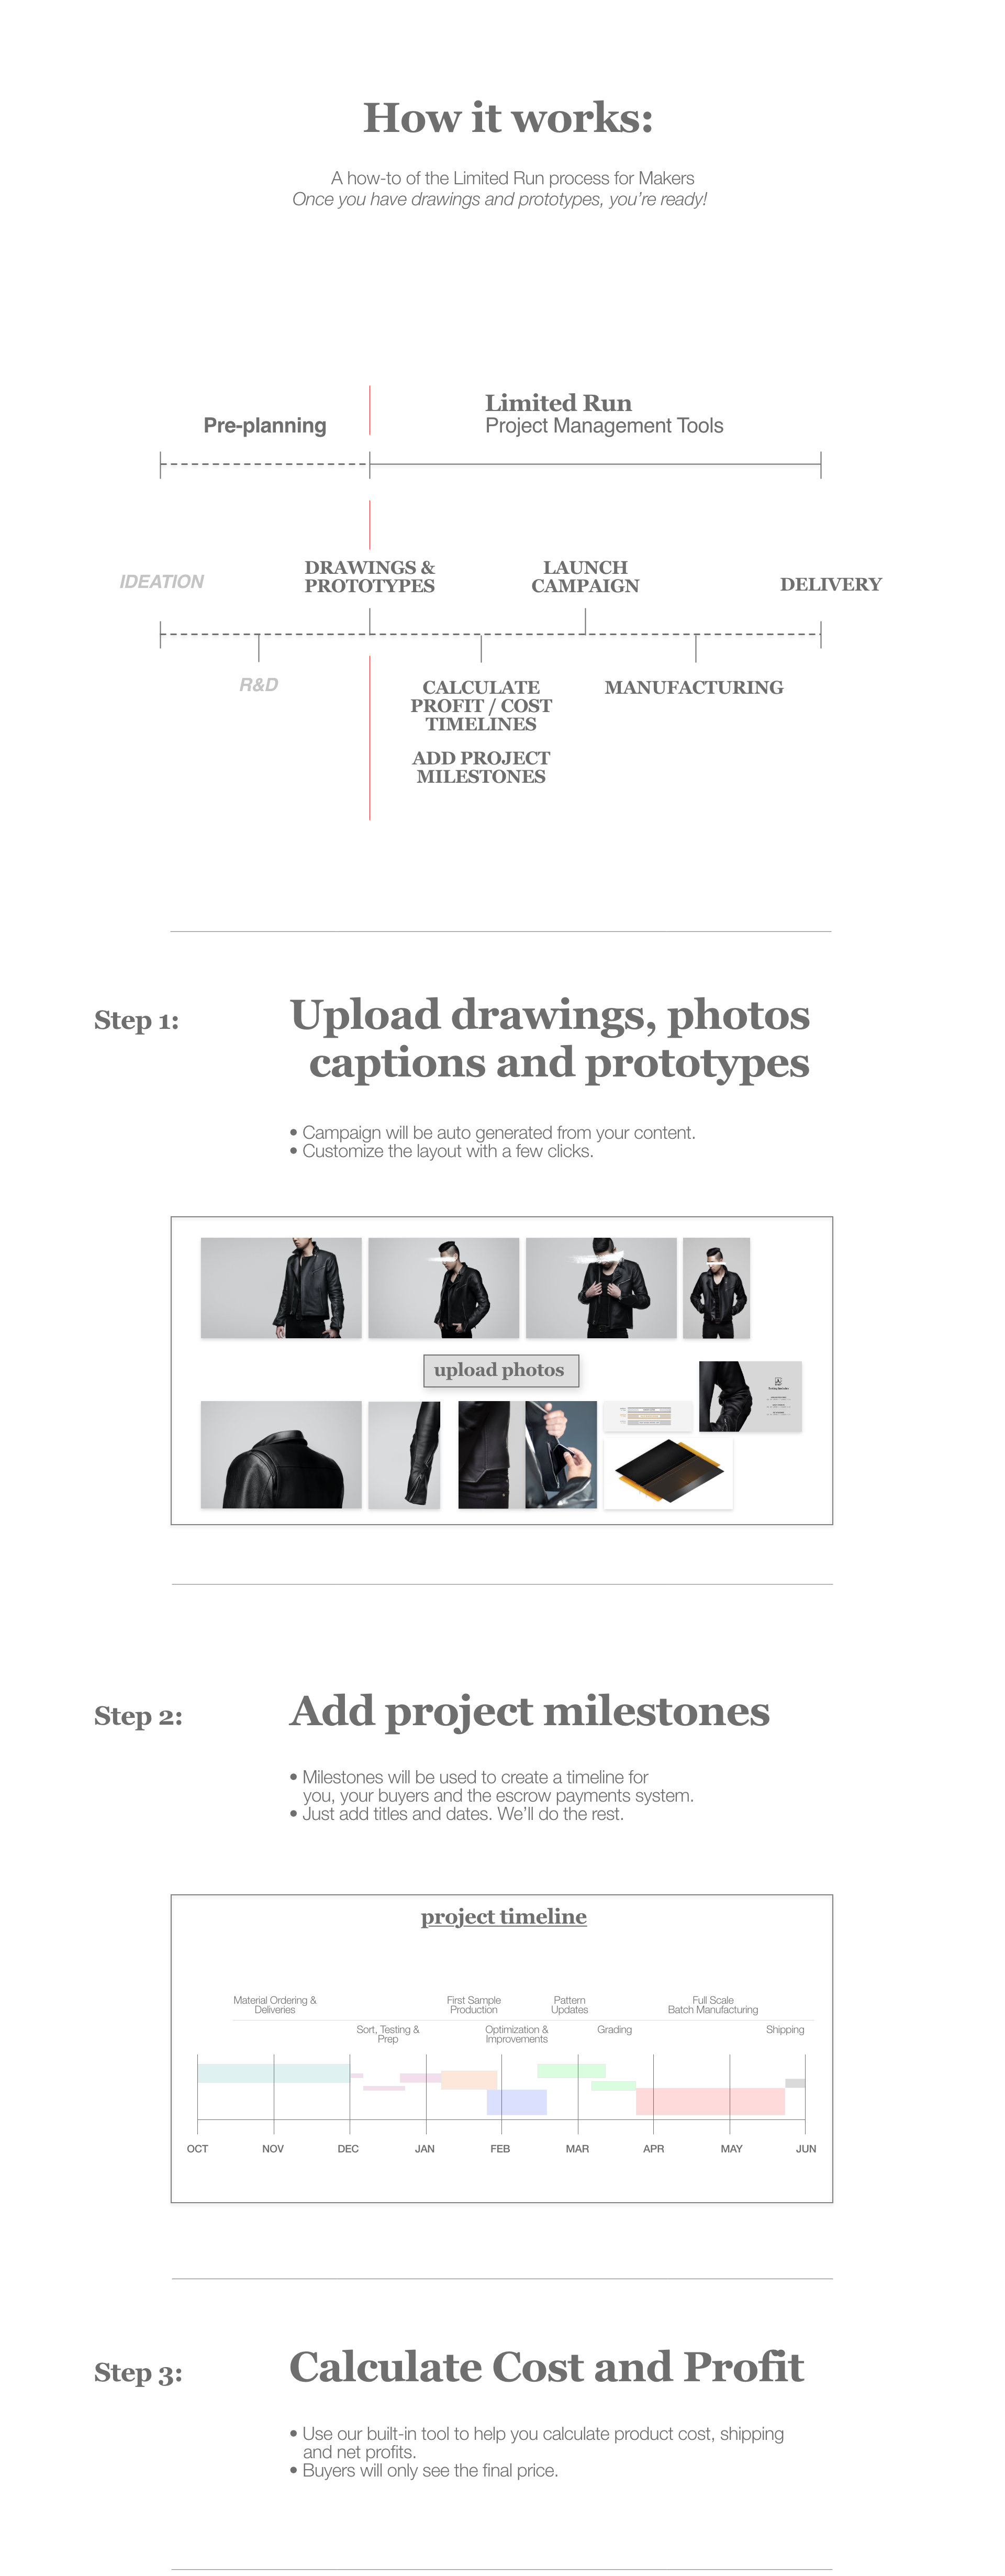 How it works:
A how-to of the Limited Run process for Makers
Once you have drawings and prototypes, you're ready!
Pre-planning
Limited Run
Project Management Tools
IDEATION
DRAWINGS &
PROTOTYPES
LAUNCH
CAMPAIGN
DELIVERY
R&D
CALCULATE
PROFIT / COST
TIMELINES
ADD PROJECT
MILESTONES
MANUFACTURING
Step 1:
Upload drawings, photos
captions and prototypes
• Campaign will be auto generated from your content.
• Customize the layout with a few clicks.
upload photos
Step 2:
Add project milestones
• Milestones will be used to create a timeline for
you, your buyers and the escrow payments system.
• Just add titles and dates. We'll do the rest.
project timeline
Material Ordering &
Deliveries
First Sample
Production
Pattern
Updates
Full Scale
Batch Manufacturing
Sort, Testing &
Prep
Optimization &
Improvements
Grading
Shipping
OCT NOV DEC JAN FEB MAR APR MAY JUN
Step 3:
Calculate Cost and Profit
• Use our built-in tool to help you calculate product cost, shipping
and net profits.
• Buyers will only see the final price.